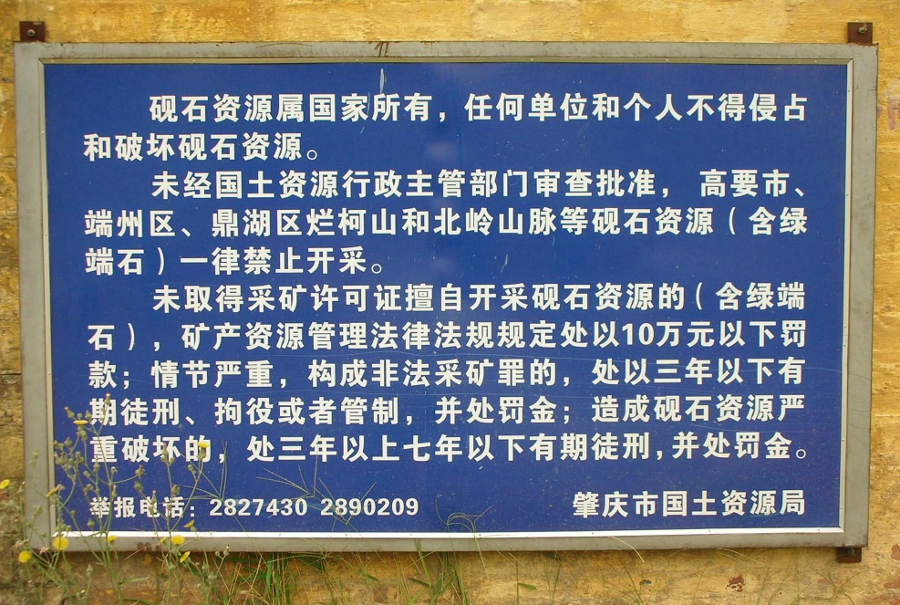 砚石资源属国家所有，任何单位和个人不得侵占
和破坏砚石资源。
未经国土资源行政主管部门审查批准， 高要市、
端州区、鼎湖区烂柯山和北岭山脉等砚石资源（含绿
端石）一律禁止开采。
未取得采矿许可证擅自开采砚石资源的（含绿端
石），矿产资源管理法律法规规定处以10万元以下罚
款；情节严重，构成非法采矿罪的，处以三年以下有
期徒刑、拘役或者管制，并处罚金；造成砚石资源严
重破坏的，处三年以上七年以下有期徒刑，并处罚金。
举报电话：2827430 2890209 肇庆市国土资源局